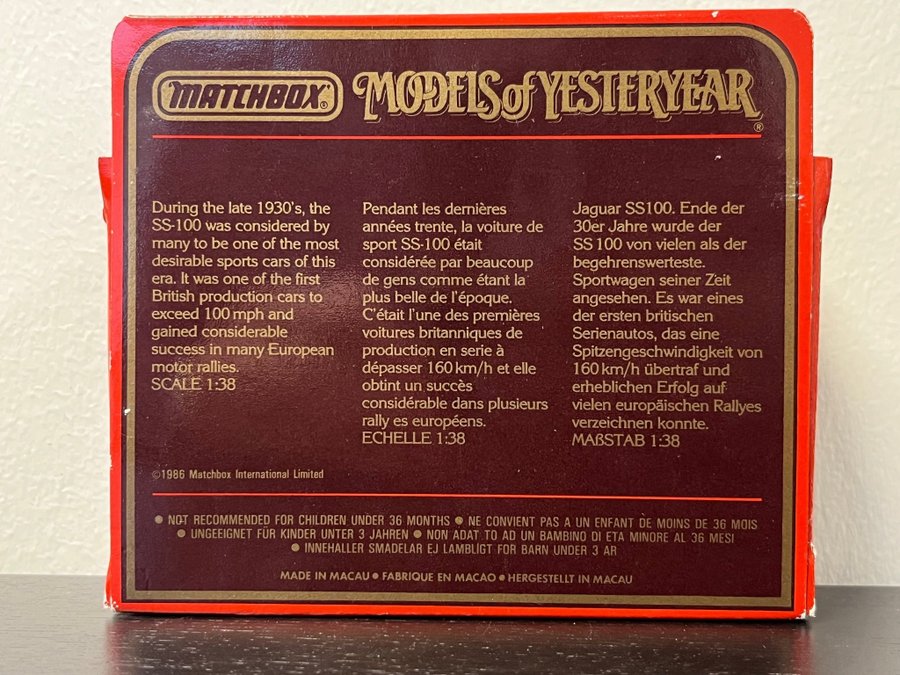 MATCHBOX® MODELS of YESTERYEAR®
During the late 1930's, the
SS-100 was considered by
many to be one of the most
desirable sports cars of this
era. It was one of the first
British production cars to
exceed 100 mph and
gained considerable
success in many European
motor rallies.
SCALE 1:38
Pendant les dernières
années trente, la voiture de
sport SS-100 était
considérée par beaucoup
de gens comme étant la
plus belle de l'époque.
C'était l'une des premières
voitures britanniques de
production en serie à
dépasser 160 km/h et elle
obtint un succès
considérable dans plusieurs
rally es européens.
ECHELLE 1:38
Jaguar SS100. Ende der
30er Jahre wurde der
SS 100 von vielen als der
begehrenswerteste.
Sportwagen seiner Zeit
angesehen. Es war eines
der ersten britischen
Serienautos, das eine
Spitzengeschwindigkeit von
160 km/h übertraf und
erheblichen Erfolg auf
vielen europäischen Rallyes
verzeichnen konnte.
MAßSTAB 1:38
©1986 Matchbox International Limited
● NOT RECOMMENDED FOR CHILDREN UNDER 36 MONTHS ● NE CONVIENT PAS A UN ENFANT DE MOINS DE 36 MOIS
● UNGEEIGNET FÜR KINDER UNTER 3 JAHREN ● NON ADAT TO AD UN BAMBINO DI ETA MINORE AL 36 MESI
● INNEHALLER SMADELAR EJ LAMBLIGT FOR BARN UNDER 3 AR
MADE IN MACAU ● FABRIQUE EN MACAO ● HERGESTELLT IN MACAU